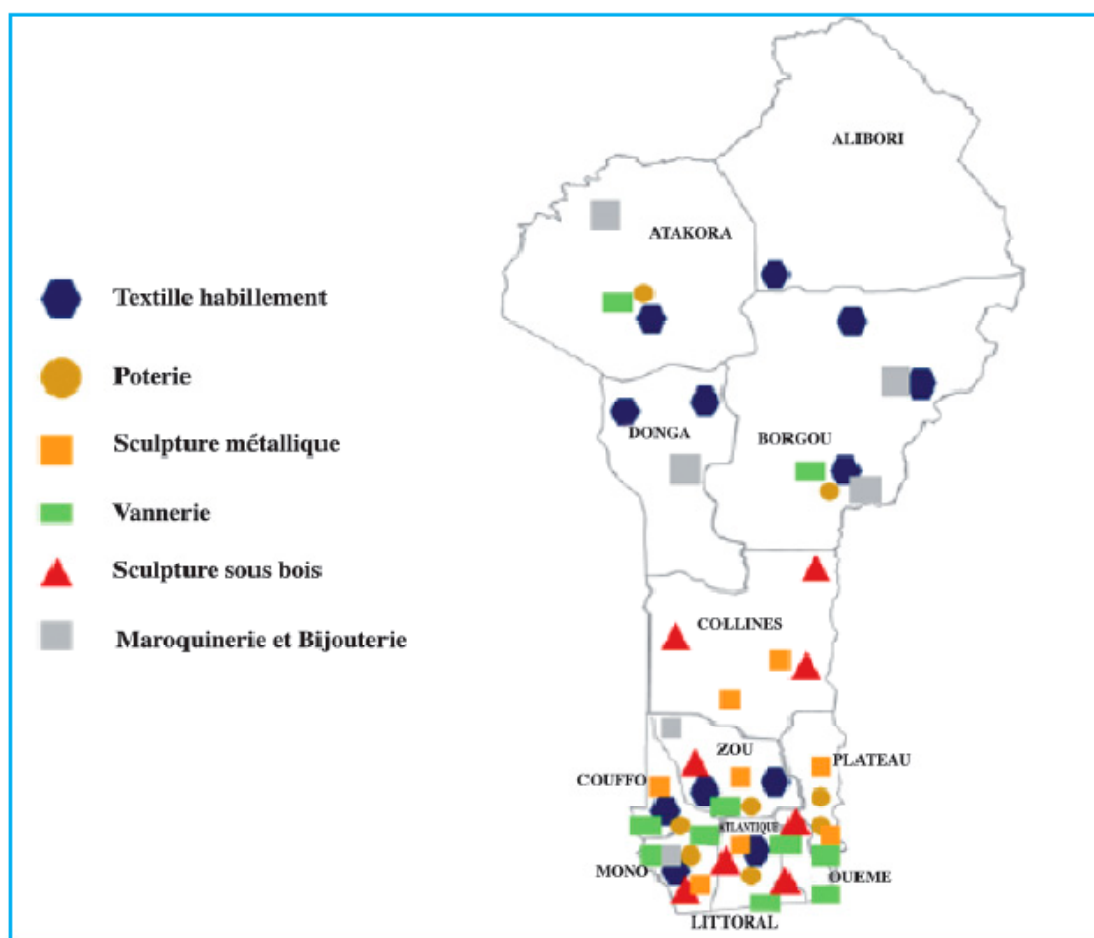 Textille habillement
Poterie
Sculpture métallique
Vannerie
Sculpture sous bois
Maroquinerie et Bijouterie
ALIBORI
ATAKORA
DONGA
BORGOU
COLLINES
ZOU
PLATEAU
COUFFO
ATLANTIQUE
MONO
OUEME
LITTORAL